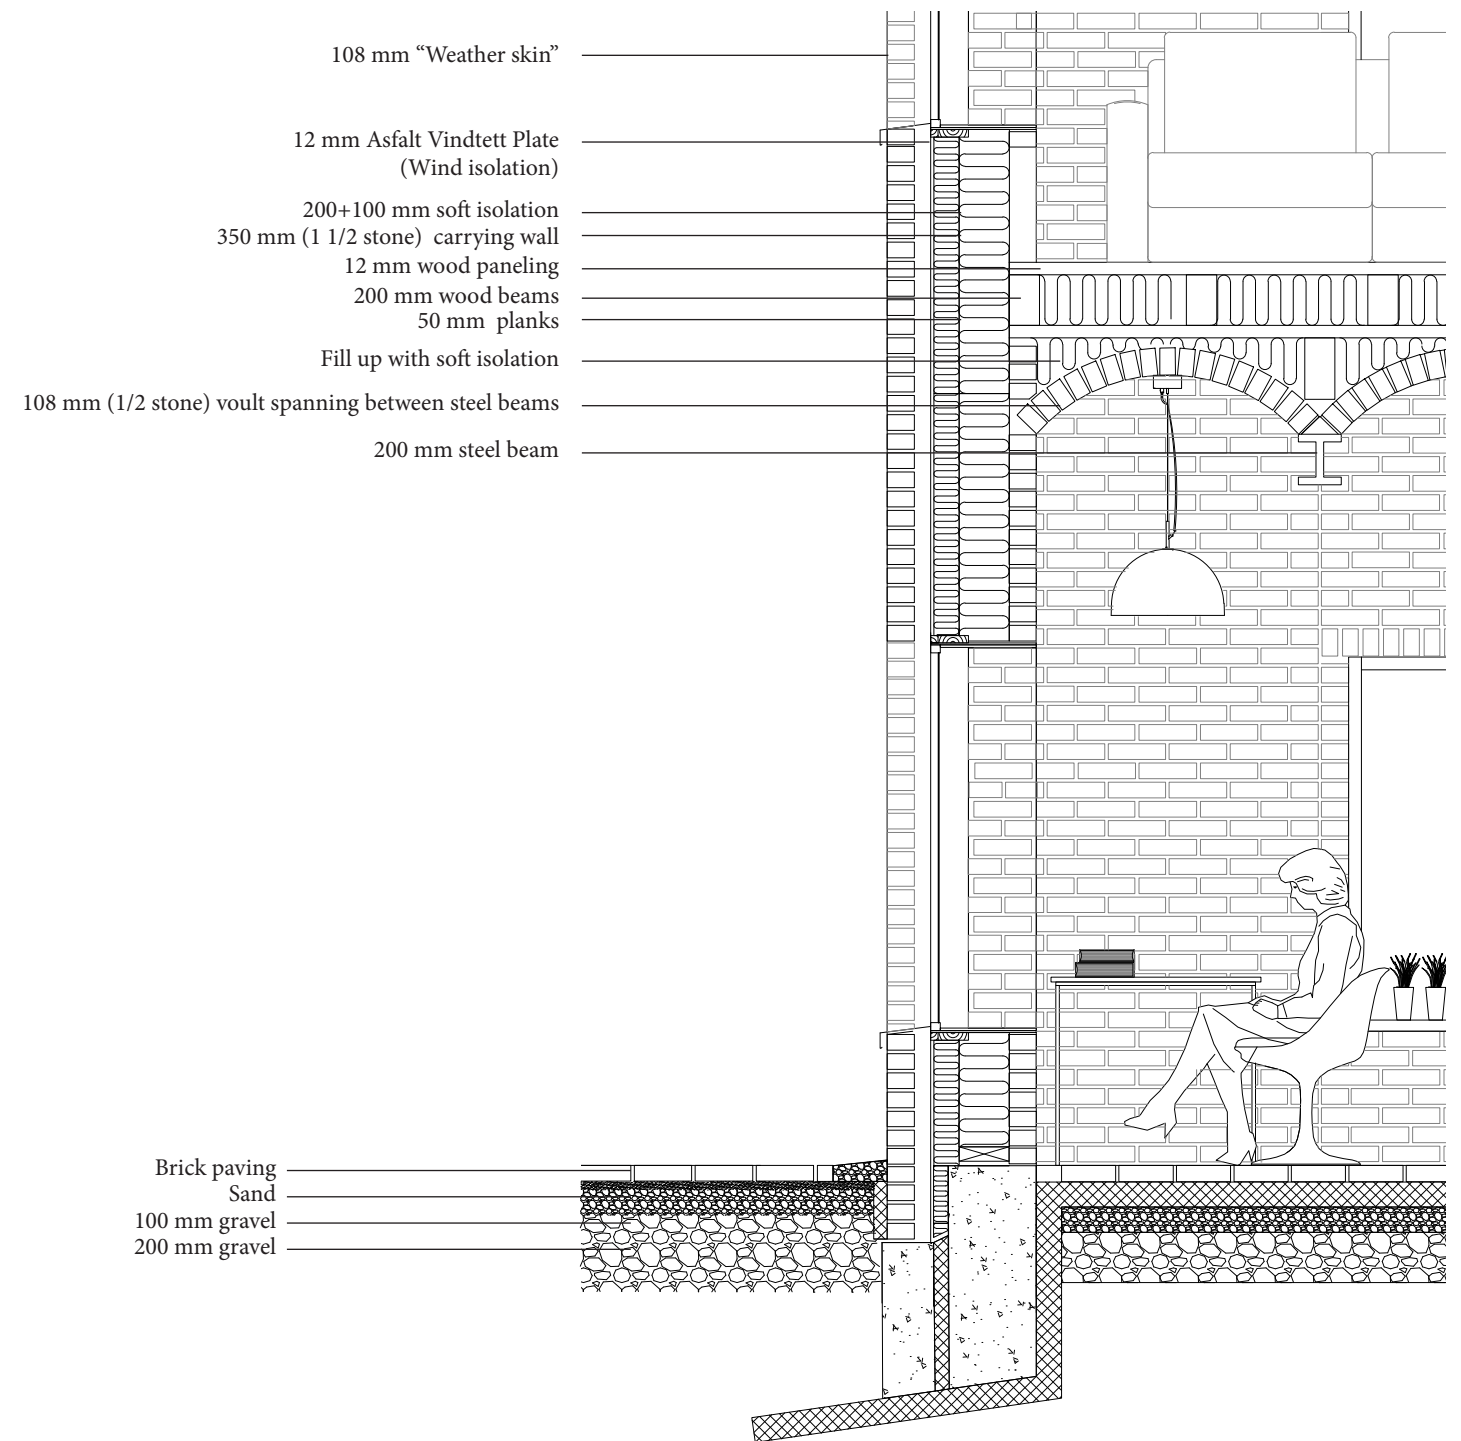 108 mm “Weather skin”
12 mm Asfalt Vindtett Plate
(Wind isolation)
200+100 mm soft isolation
350 mm (1 1/2 stone)  carrying wall
12 mm wood paneling
200 mm wood beams
50 mm  planks
Fill up with soft isolation
108 mm (1/2 stone) voult spanning between steel beams
200 mm steel beam
Brick paving
Sand
100 mm gravel
200 mm gravel